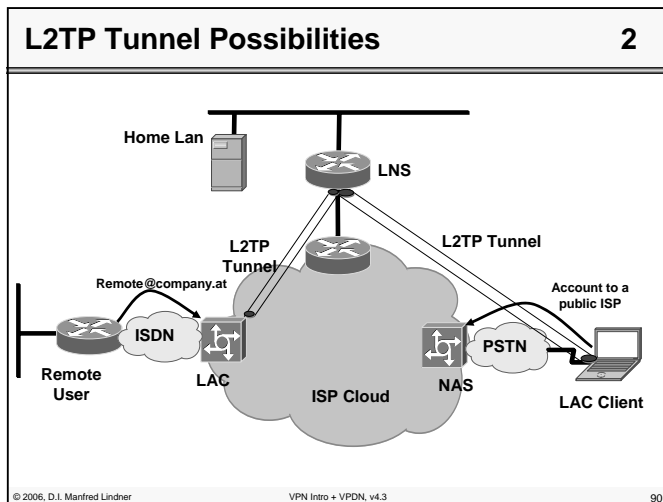 L2TP Tunnel Possibilities 2
Home Lan
LNS
L2TP
Tunnel
L2TP Tunnel
Remote@company.at
Account to a
public ISP
ISDN
PSTN
Remote
User
LAC
ISP Cloud
NAS
LAC Client
© 2006, D.I. Manfred Lindner VPN Intro + VPDN, v4.3 90